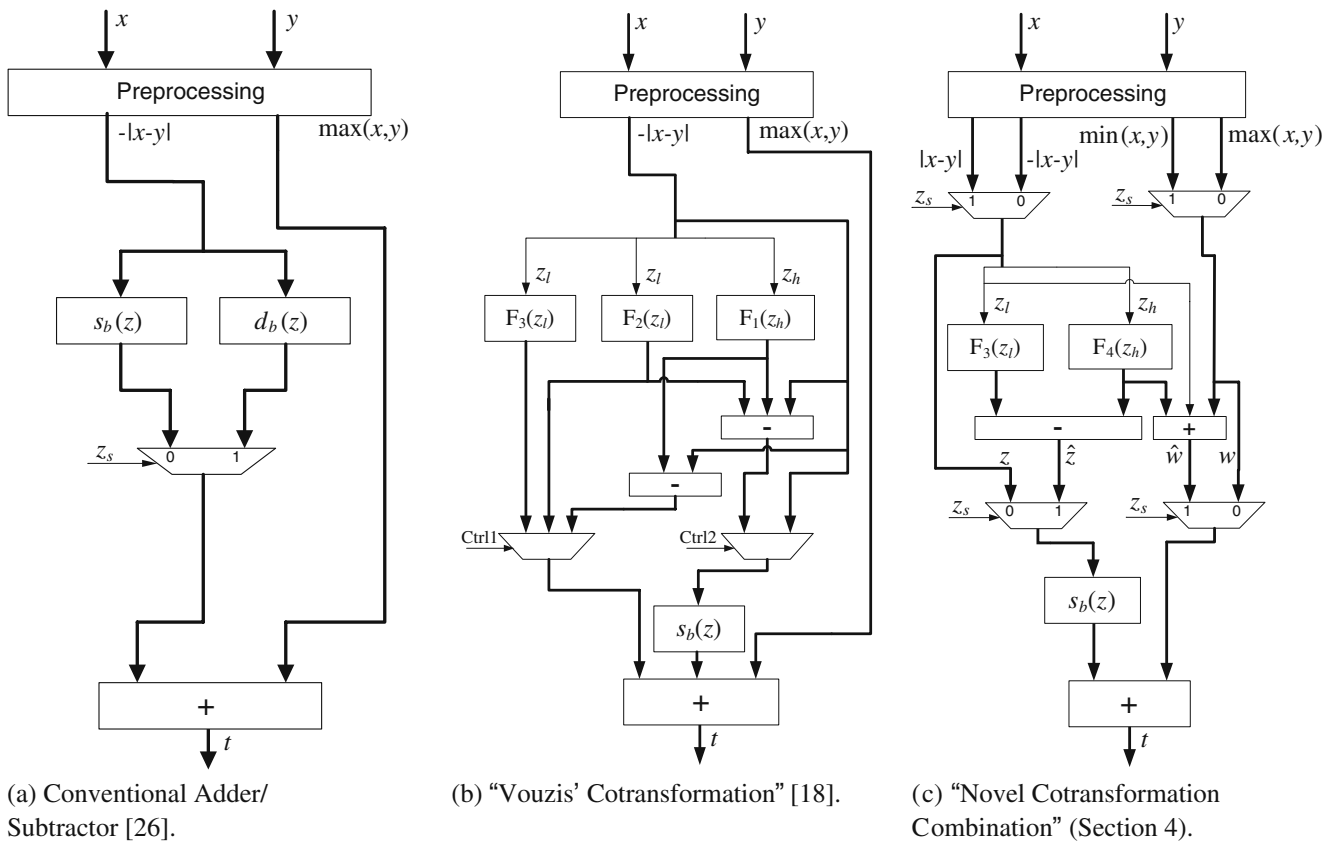 x
y
Preprocessing
-|x-y|
max(x,y)
s_b(z)
d_b(z)
z_s
0
1
+
t
(a) Conventional Adder/
Subtractor [26].
x
y
Preprocessing
-|x-y|
max(x,y)
z_l
z_l
z_h
F_3(z_l)
F_2(z_l)
F_1(z_h)
-
-
Ctrl1
Ctrl2
s_b(z)
+
t
(b) “Vouzis’ Cotransformation” [18].
x
y
Preprocessing
|x-y|
-|x-y|
min(x,y)
max(x,y)
z_s
1
0
z_s
1
0
z_l
z_h
F_3(z_l)
F_4(z_h)
-
+
z
ẑ
ŵ
w
z_s
0
1
z_s
1
0
s_b(z)
+
t
(c) “Novel Cotransformation
Combination” (Section 4).